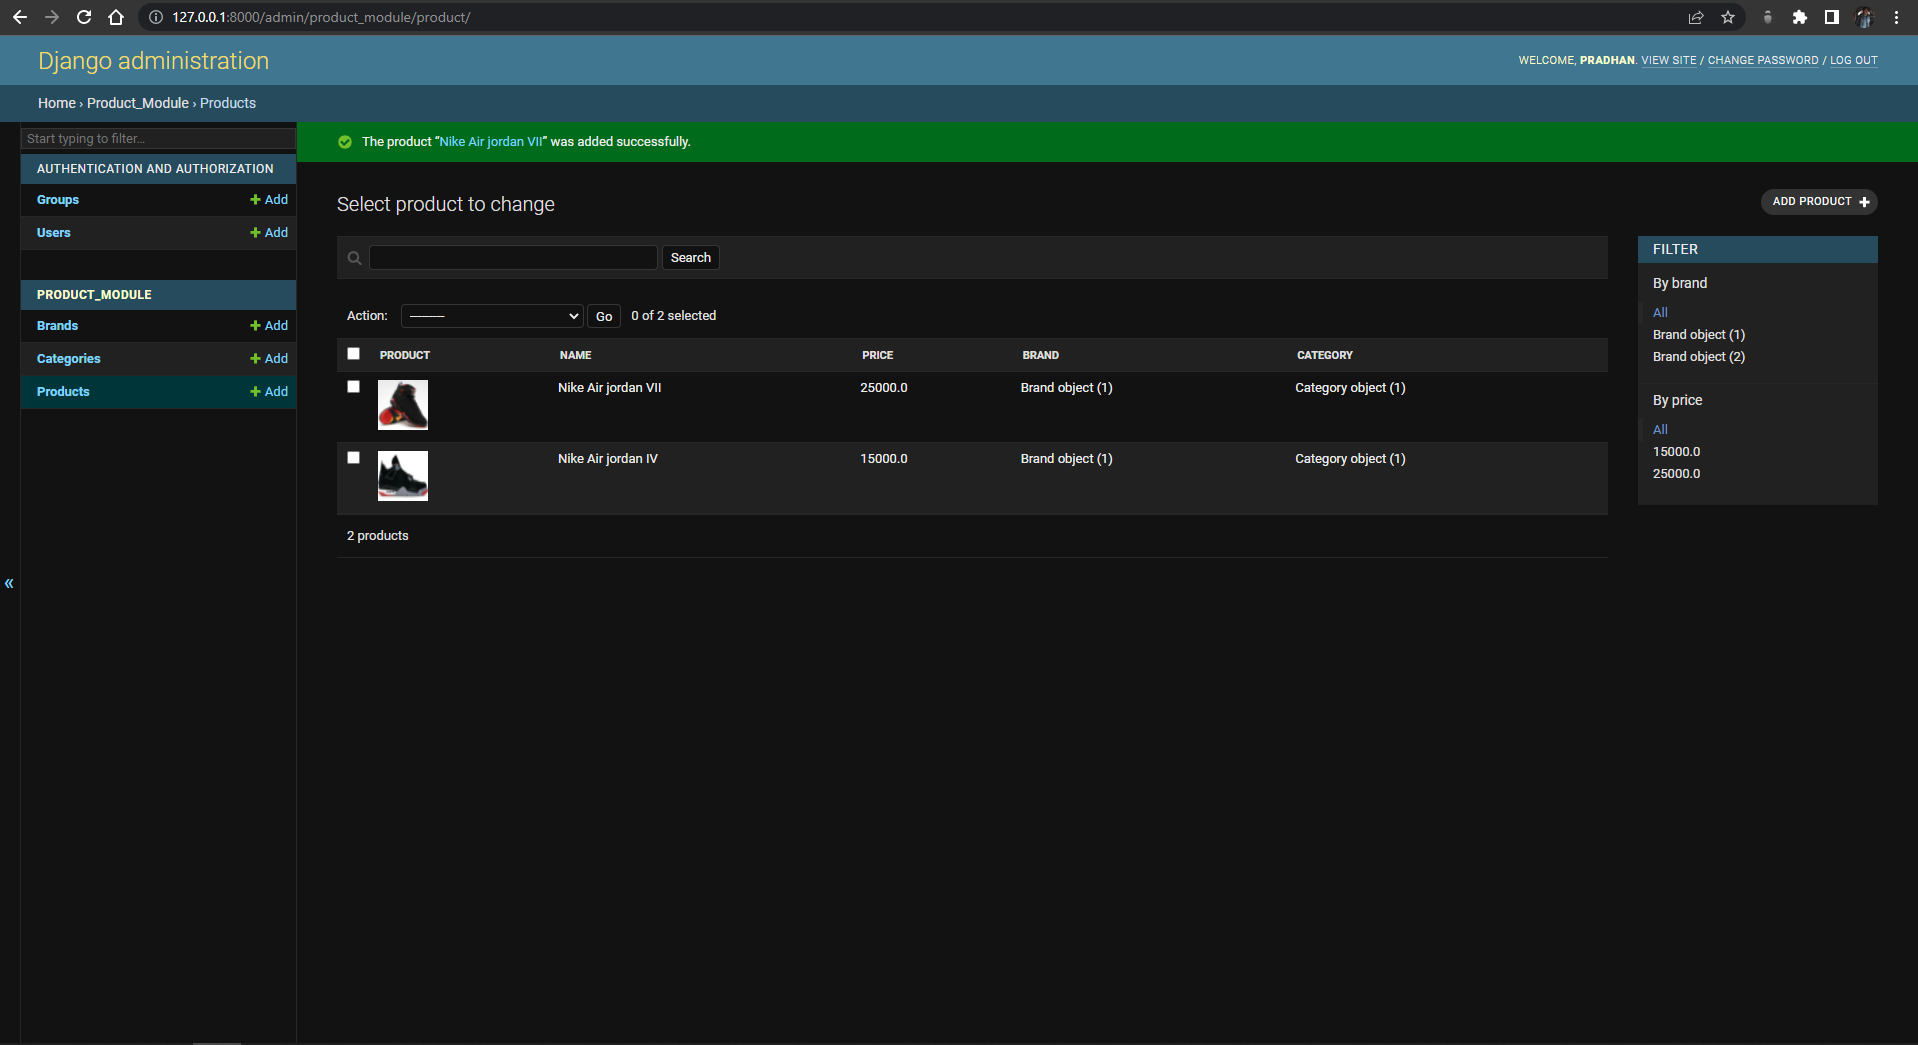 127.0.0.1:8000/admin/product_module/product/
Django administration
WELCOME, PRADHAN. VIEW SITE / CHANGE PASSWORD / LOG OUT
Home › Product_Module › Products
Start typing to filter...
AUTHENTICATION AND AUTHORIZATION
Groups + Add
Users + Add
PRODUCT_MODULE
Brands + Add
Categories + Add
Products + Add
«
The product “Nike Air jordan VII” was added successfully.
Select product to change
ADD PRODUCT +
Search
Action: --------- Go 0 of 2 selected
PRODUCT NAME PRICE BRAND CATEGORY
Nike Air jordan VII 25000.0 Brand object (1) Category object (1)
Nike Air jordan IV 15000.0 Brand object (1) Category object (1)
2 products
FILTER
By brand
All
Brand object (1)
Brand object (2)
By price
All
15000.0
25000.0